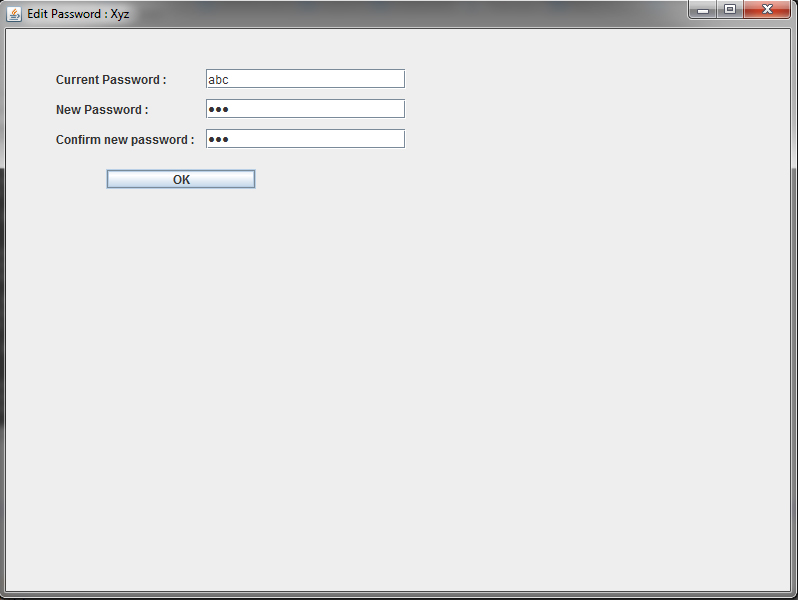 Edit Password : Xyz
Current Password : abc
New Password : •••
Confirm new password : •••
OK